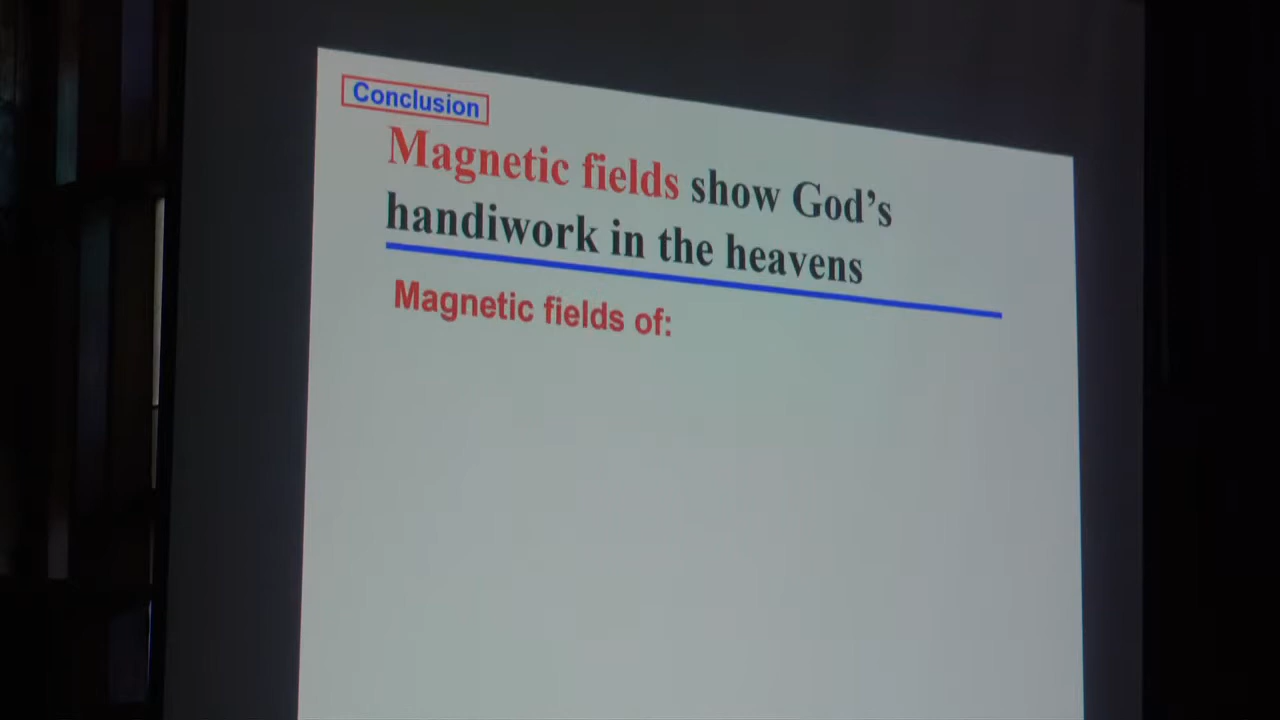 Conclusion
Magnetic fields show God's
handiwork in the heavens
Magnetic fields of: